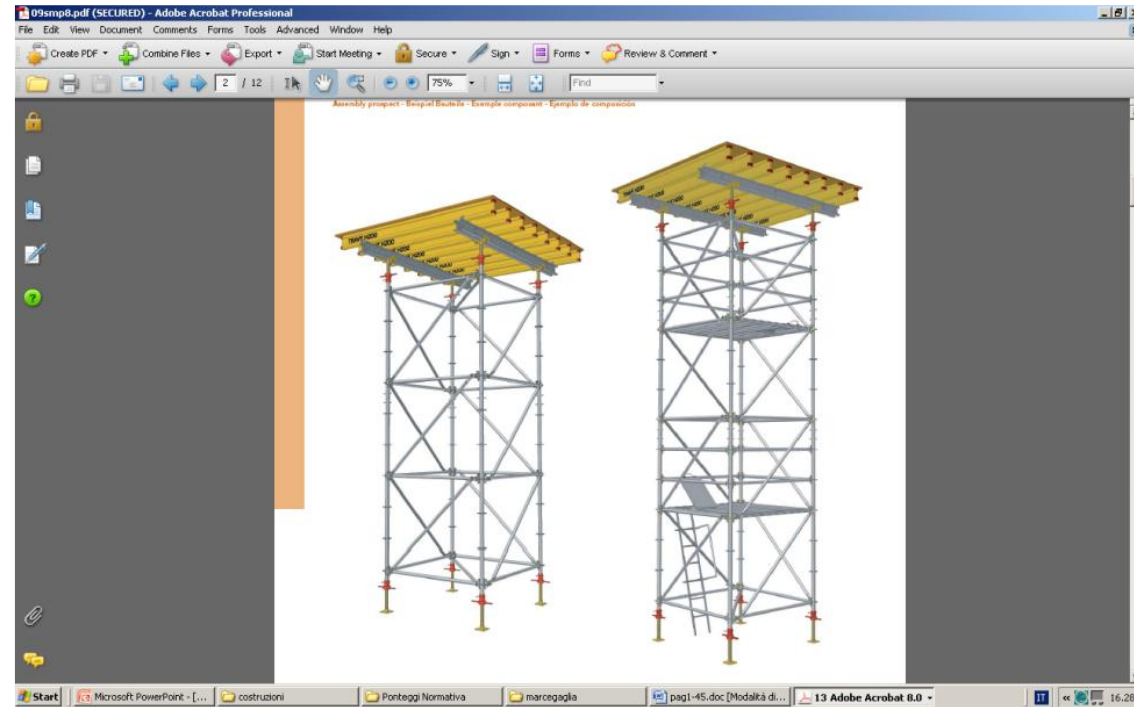 09smp8.pdf (SECURED) - Adobe Acrobat Professional
File Edit View Document Comments Forms Tools Advanced Window Help
Create PDF Combine Files Export Start Meeting Secure Sign Forms Review & Comment
2 / 12 75% Find
Assembly prospect - Beispiel Bauteile - Exemple composant - Ejemplo de composición
Start Microsoft PowerPoint - [... costruzioni Ponteggi Normativa marcegaglia pag1-45.doc [Modalità di... 13 Adobe Acrobat 8.0 IT « 16.28